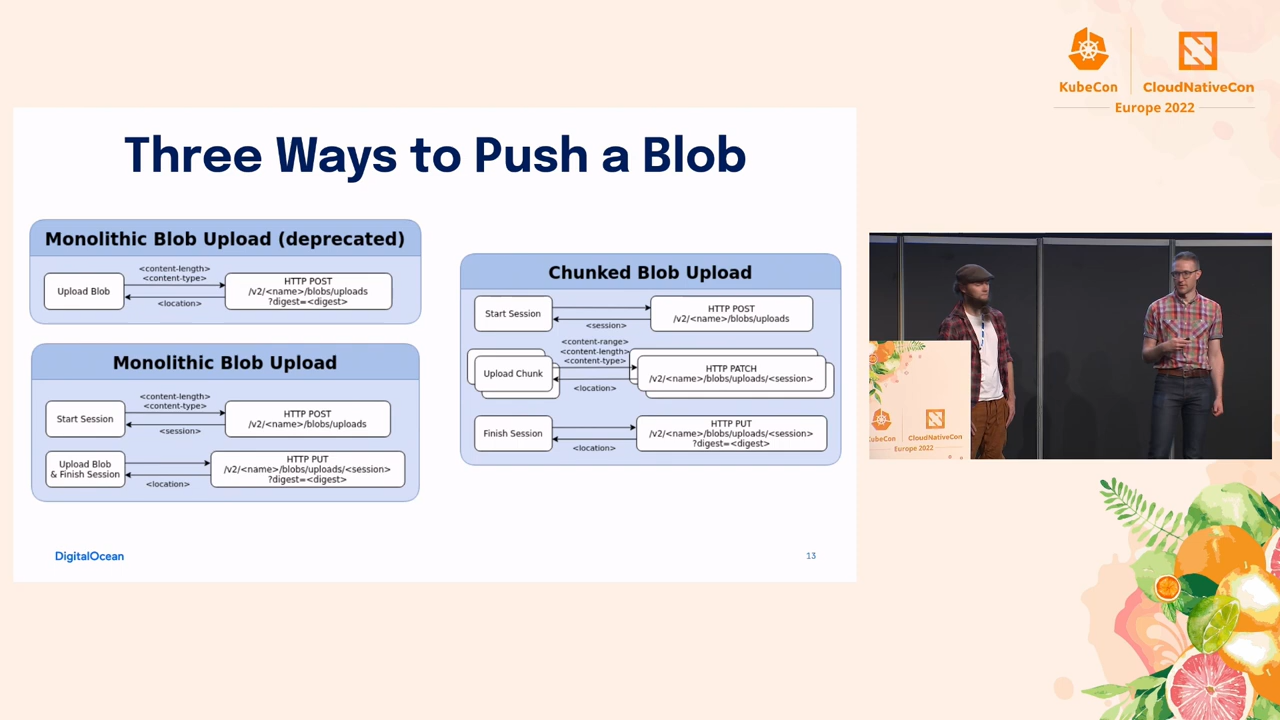 Three Ways to Push a Blob
Monolithic Blob Upload (deprecated)
Upload Blob
<content-length>
<content-type>
<location>
HTTP POST
/v2/<name>/blobs/uploads
?digest=<digest>
Monolithic Blob Upload
Start Session
<content-length>
<content-type>
<session>
HTTP POST
/v2/<name>/blobs/uploads
Upload Blob
& Finish Session
<location>
HTTP PUT
/v2/<name>/blobs/uploads/<session>
?digest=<digest>
Chunked Blob Upload
Start Session
<session>
HTTP POST
/v2/<name>/blobs/uploads
Upload Chunk
<content-range>
<content-length>
<content-type>
<location>
HTTP PATCH
/v2/<name>/blobs/uploads/<session>
Finish Session
<location>
HTTP PUT
/v2/<name>/blobs/uploads/<session>
?digest=<digest>
DigitalOcean
13
KubeCon
CloudNativeCon
Europe 2022
KubeCon
CloudNativeCon
Europe 2022